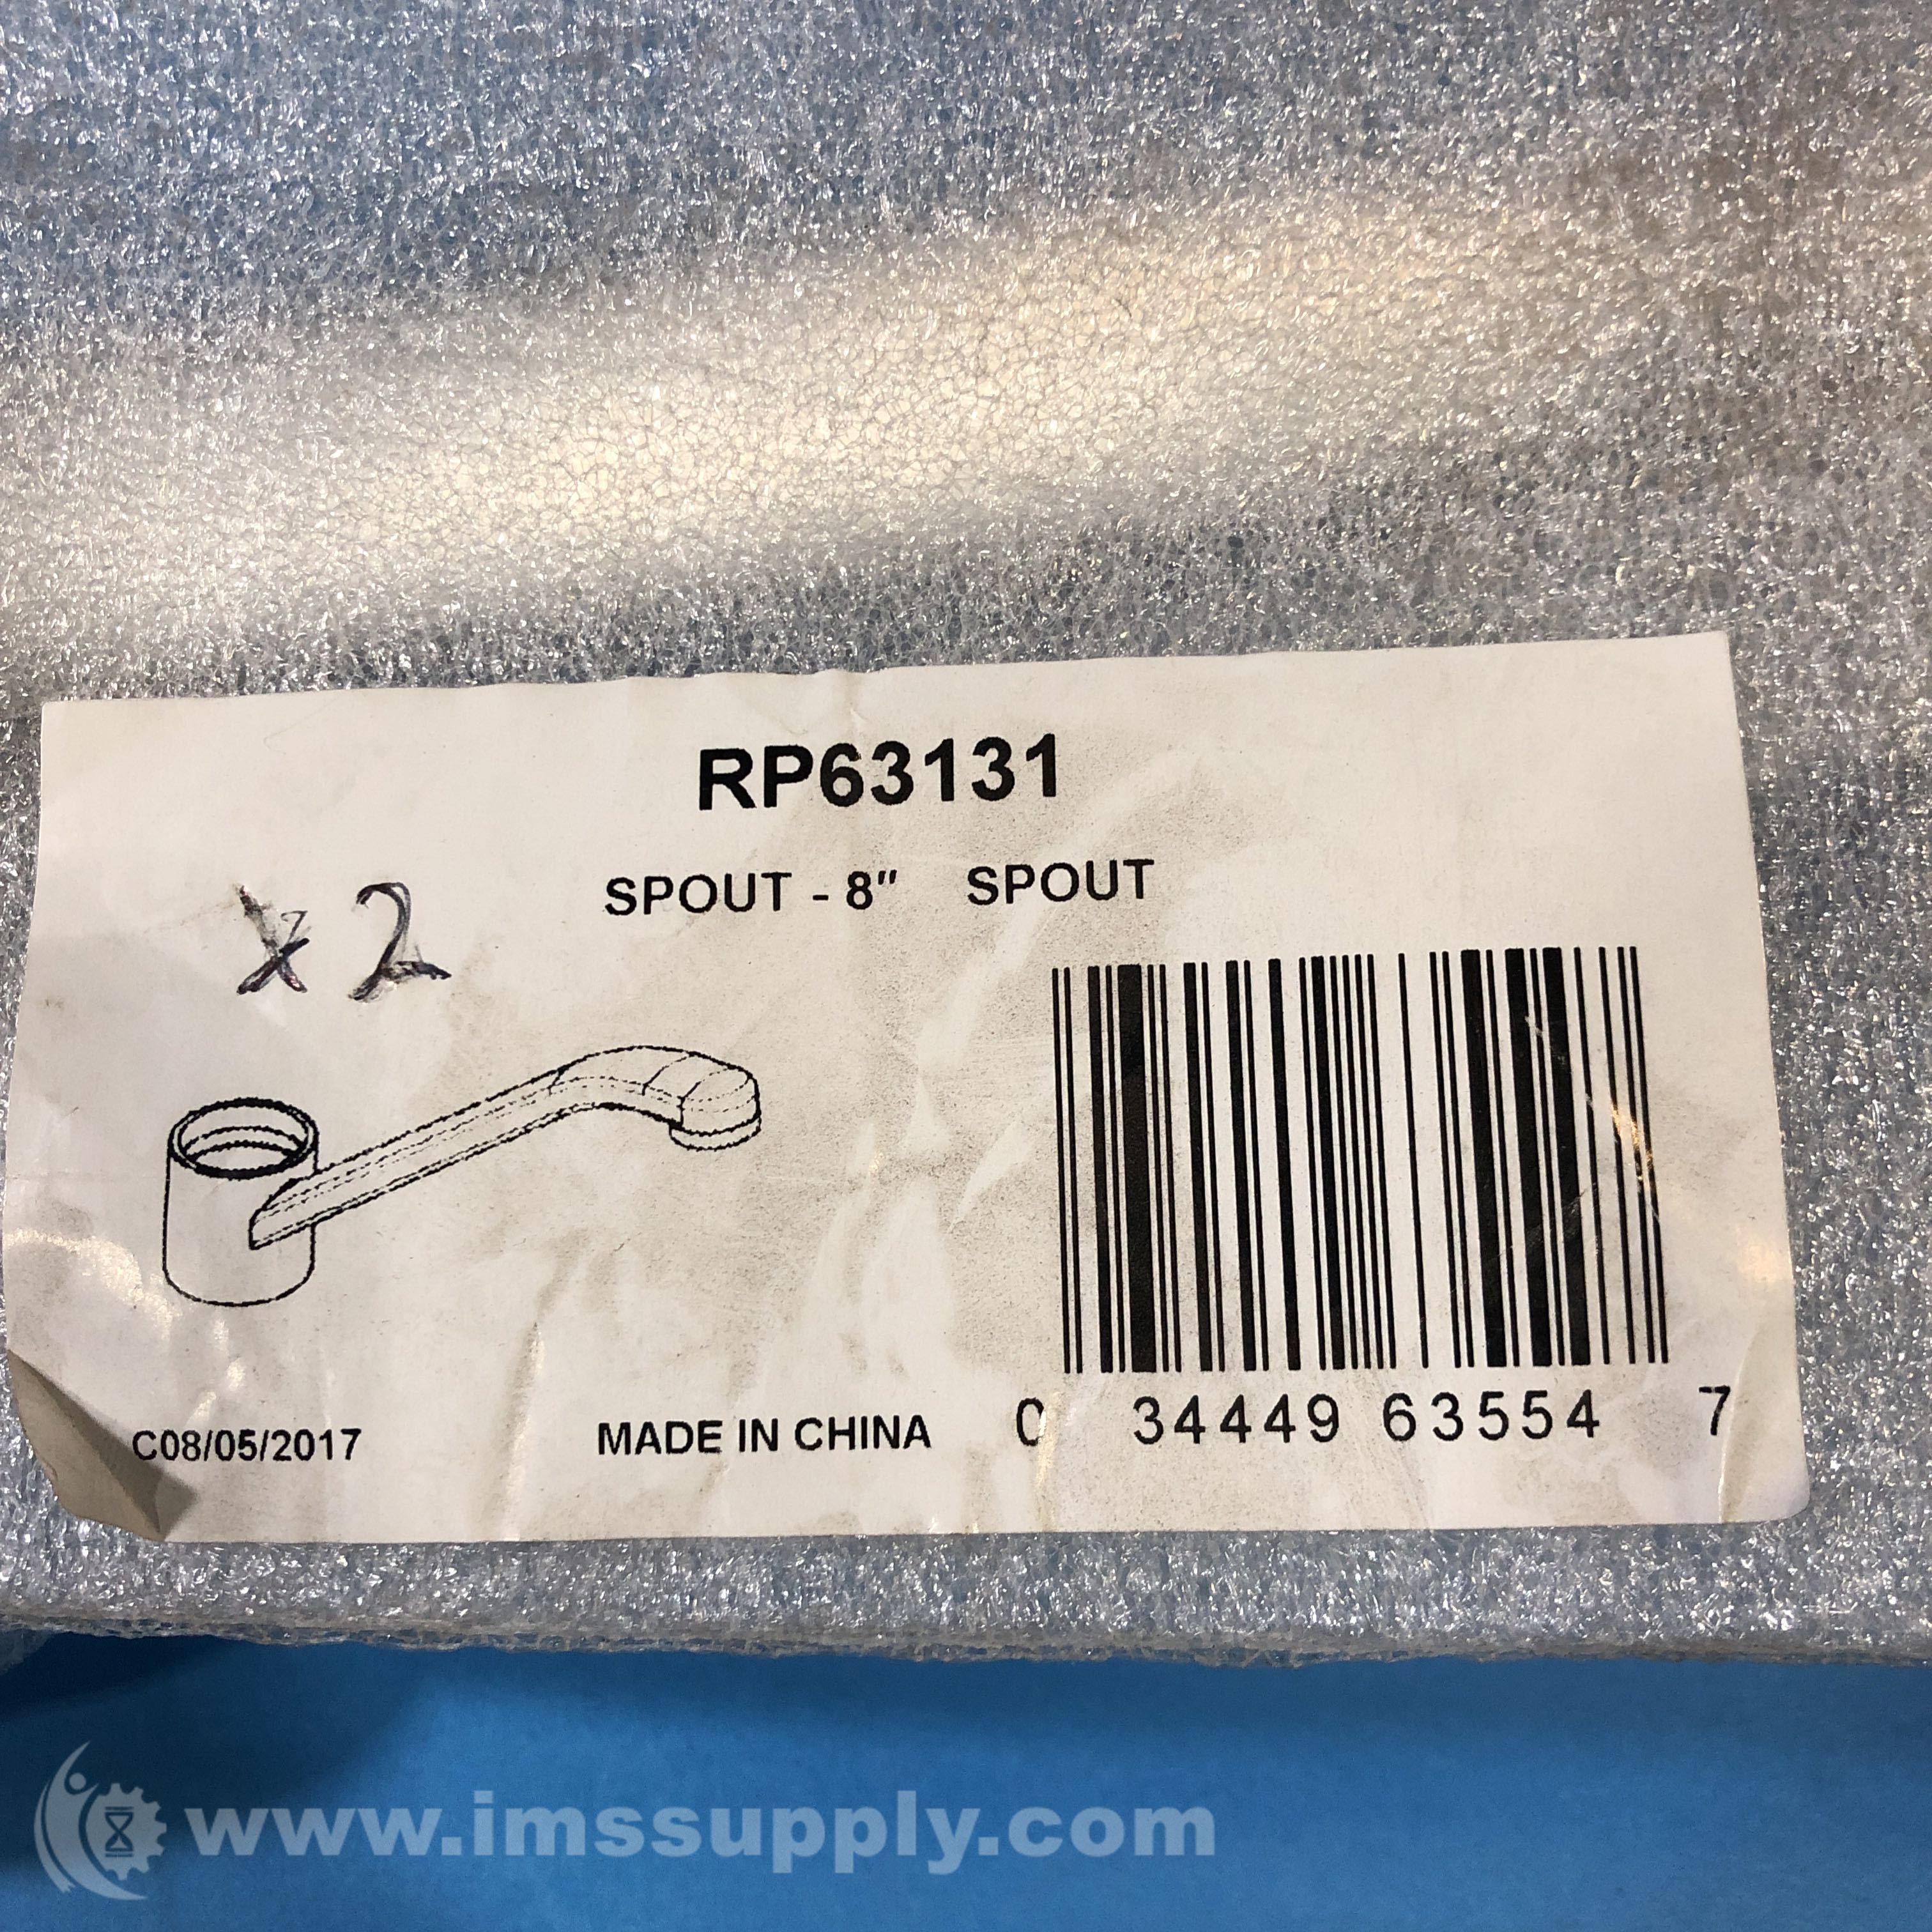 RP63131
SPOUT - 8" SPOUT
x2
C08/05/2017
MADE IN CHINA
0 34449 63554 7
www.imssupply.com